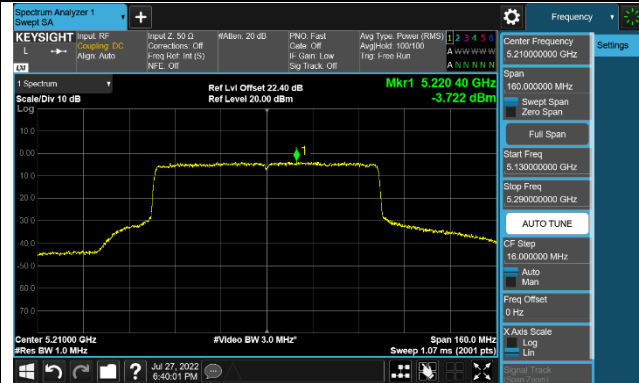 Spectrum Analyzer 1
Swept SA
Frequency
KEYSIGHT
L
Input: RF
Coupling: DC
Align: Auto
Input Z: 50 Ω
Corrections: Off
Freq Ref: Int (S)
NFE: Off
#Atten: 20 dB
PNO: Fast
Gate: Off
IF Gain: Low
Sig Track: Off
Avg Type: Power (RMS)
Avg|Hold: 100/100
Trig: Free Run
1 2 3 4 5 6
A W W W W W
A N N N N N
1 Spectrum
Scale/Div 10 dB
Log
Ref Lvl Offset 22.40 dB
Ref Level 20.00 dBm
Mkr1 5.220 40 GHz
-3.722 dBm
10.0
0.00
-10.0
-20.0
-30.0
-40.0
-50.0
-60.0
-70.0
1
Center 5.21000 GHz
#Res BW 1.0 MHz
#Video BW 3.0 MHz*
Span 160.0 MHz
Sweep 1.07 ms (2001 pts)
Jul 27, 2022
6:40:01 PM
Center Frequency
5.210000000 GHz
Span
160.000000 MHz
Swept Span
Zero Span
Full Span
Start Freq
5.130000000 GHz
Stop Freq
5.290000000 GHz
AUTO TUNE
CF Step
16.000000 MHz
Auto
Man
Freq Offset
0 Hz
X Axis Scale
Log
Lin
Signal Track
(Span Zoom)
Settings